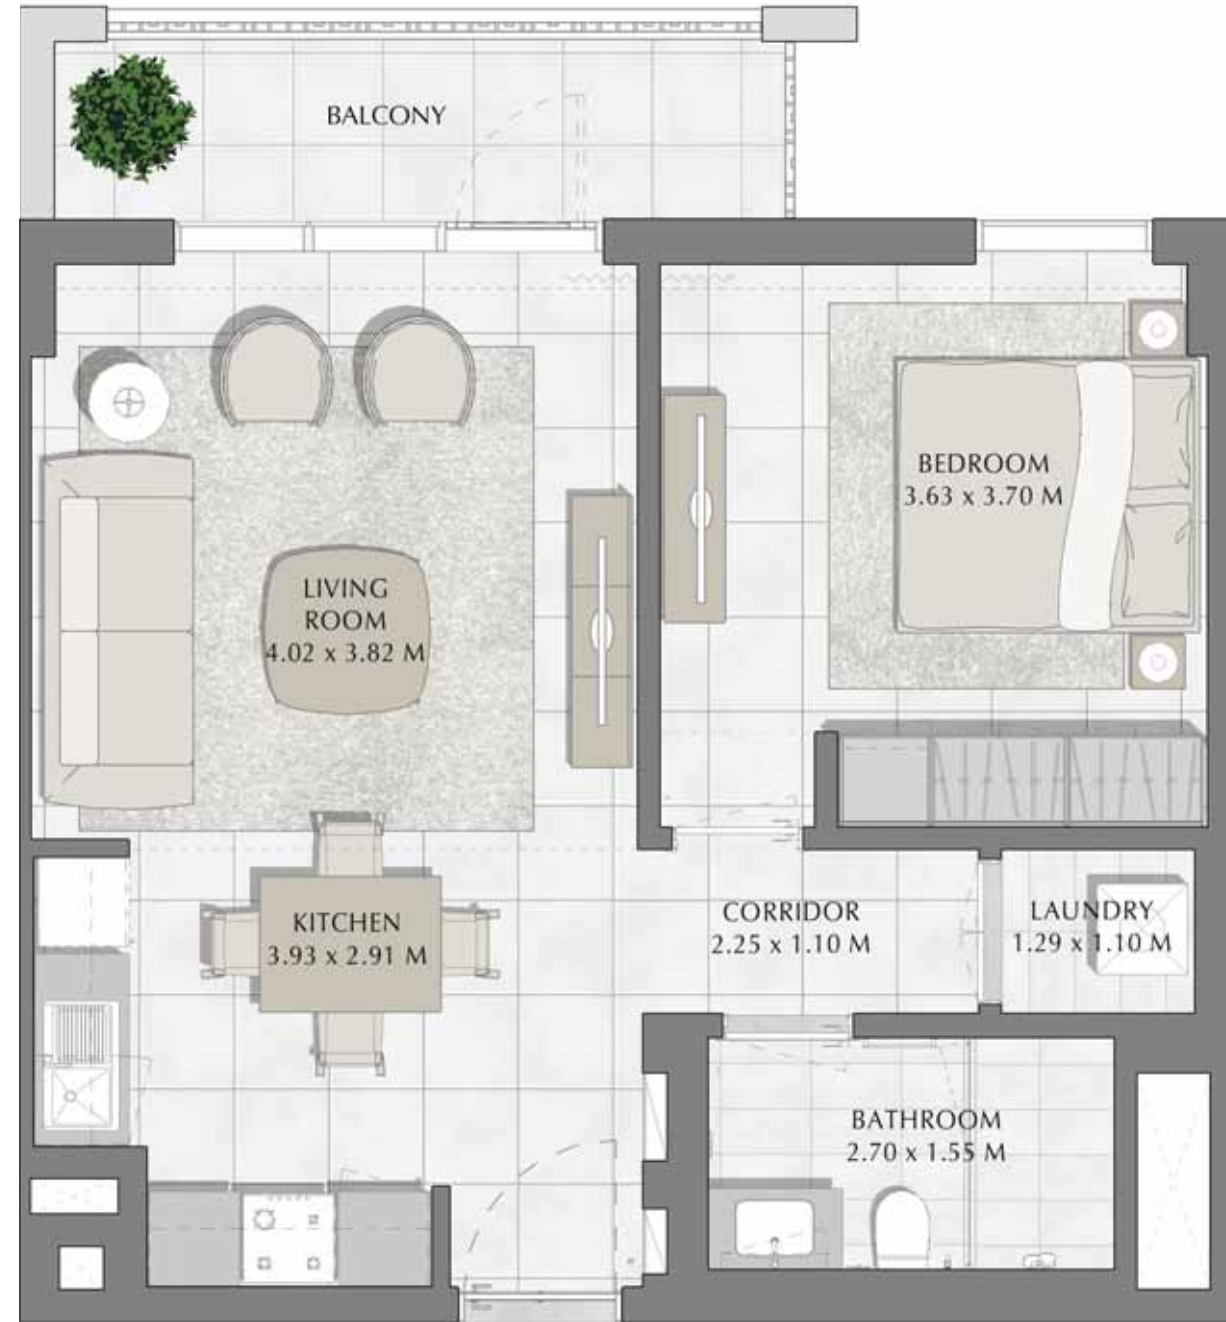 BALCONY
BEDROOM
3.63 x 3.70 M
LIVING
ROOM
4.02 x 3.82 M
KITCHEN
3.93 x 2.91 M
CORRIDOR
2.25 x 1.10 M
LAUNDRY
1.29 x 1.10 M
BATHROOM
2.70 x 1.55 M